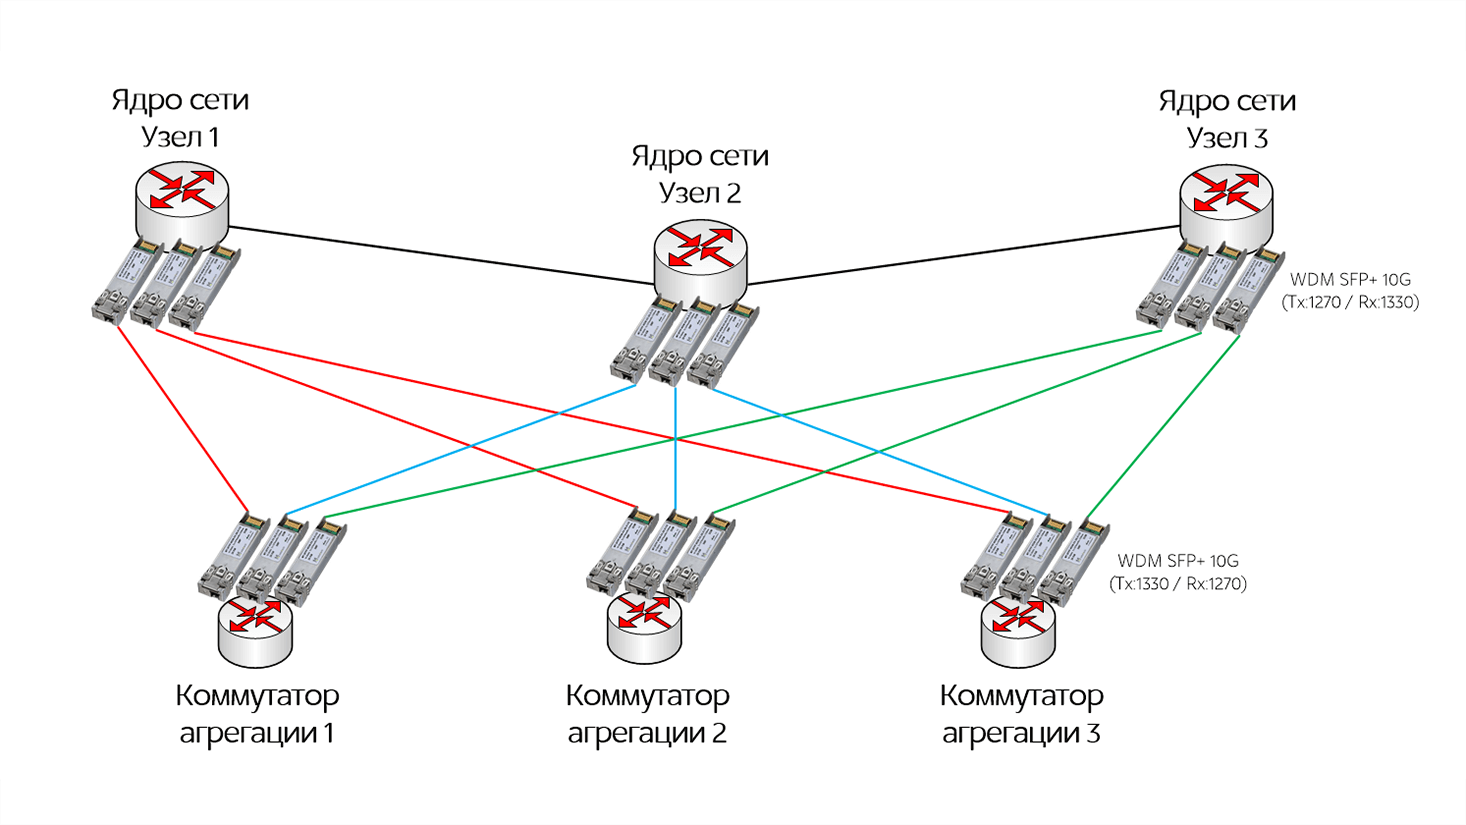 Ядро сети
Узел 1
Ядро сети
Узел 2
Ядро сети
Узел 3
WDM SFP+ 10G
(Tx:1270 / Rx:1330)
WDM SFP+ 10G
(Tx:1330 / Rx:1270)
Коммутатор
агрегации 1
Коммутатор
агрегации 2
Коммутатор
агрегации 3